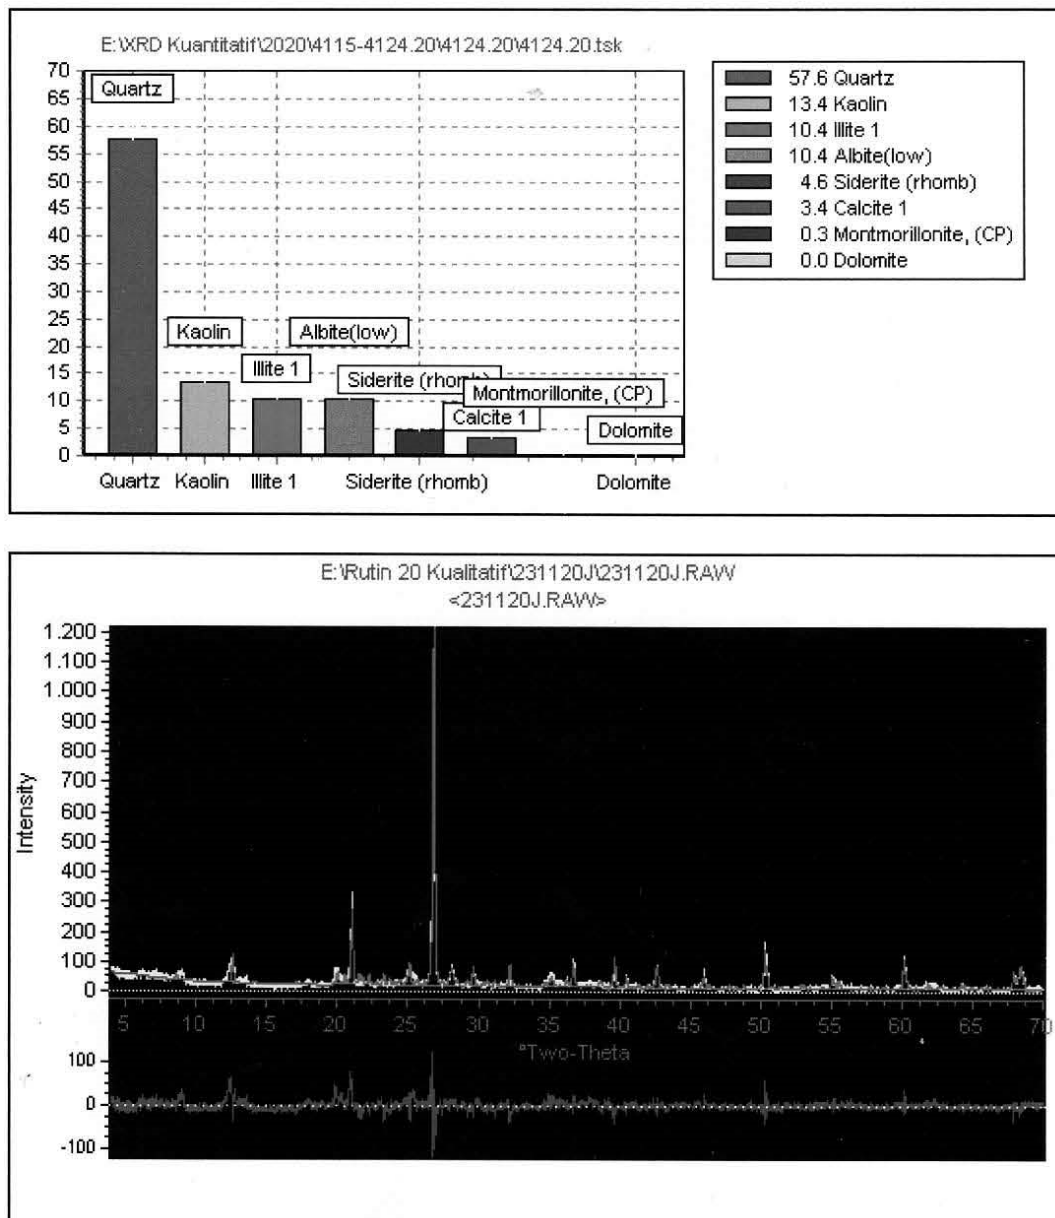 E:\XRD Kuantitatif\2020\4115-4124.20\4124.20\4124.20.tsk
70
65
60
55
50
45
40
35
30
25
20
15
10
5
0
Quartz
Kaolin
Illite 1
Albite(low)
Siderite (rhomb)
Montmorillonite, (CP)
Calcite 1
Dolomite
Quartz Kaolin Illite 1 Siderite (rhomb) Dolomite
57.6 Quartz
13.4 Kaolin
10.4 Illite 1
10.4 Albite(low)
4.6 Siderite (rhomb)
3.4 Calcite 1
0.3 Montmorillonite, (CP)
0.0 Dolomite
E:\Rutin 20 Kualitatif\231120J\231120J.RAW
<231120J.RAW>
Intensity
1.200
1.100
1.000
900
800
700
600
500
400
300
200
100
0
5 10 15 20 25 30 35 40 45 50 55 60 65 70
°Two-Theta
100
0
-100